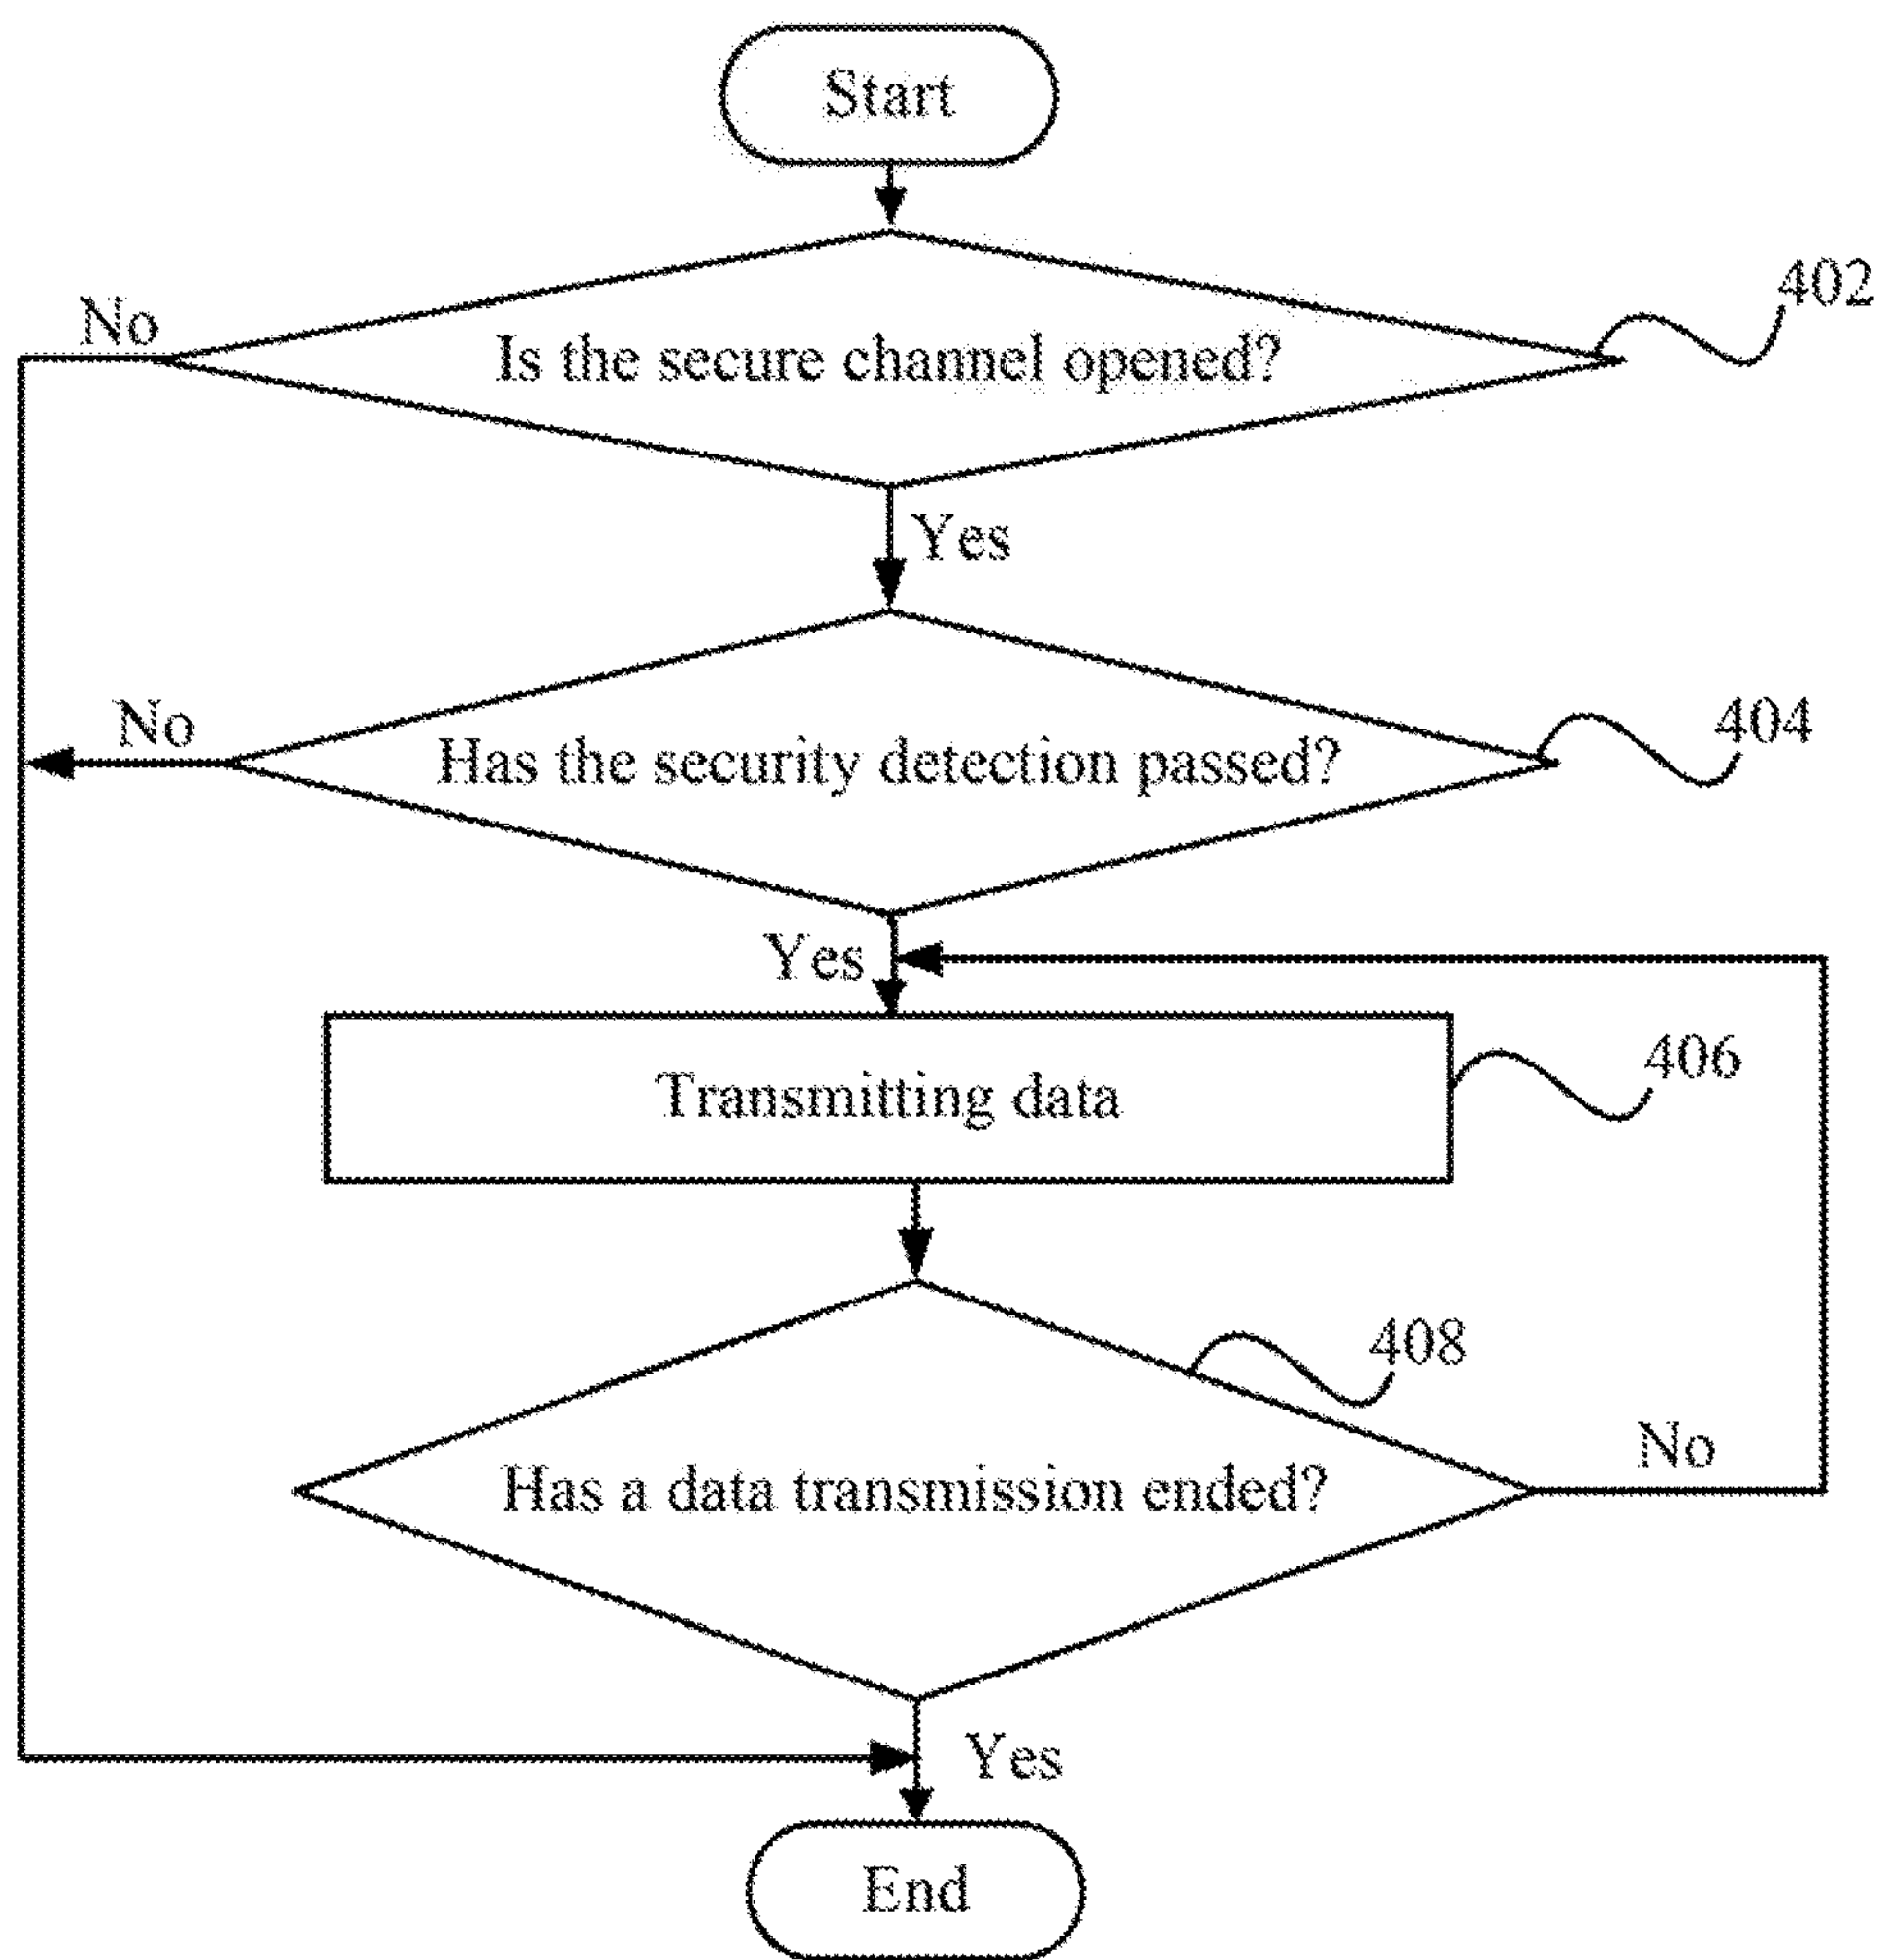 Start
402
No
Is the secure channel opened?
Yes
404
No
Has the security detection passed?
Yes
406
Transmitting data
408
No
Has a data transmission ended?
Yes
End